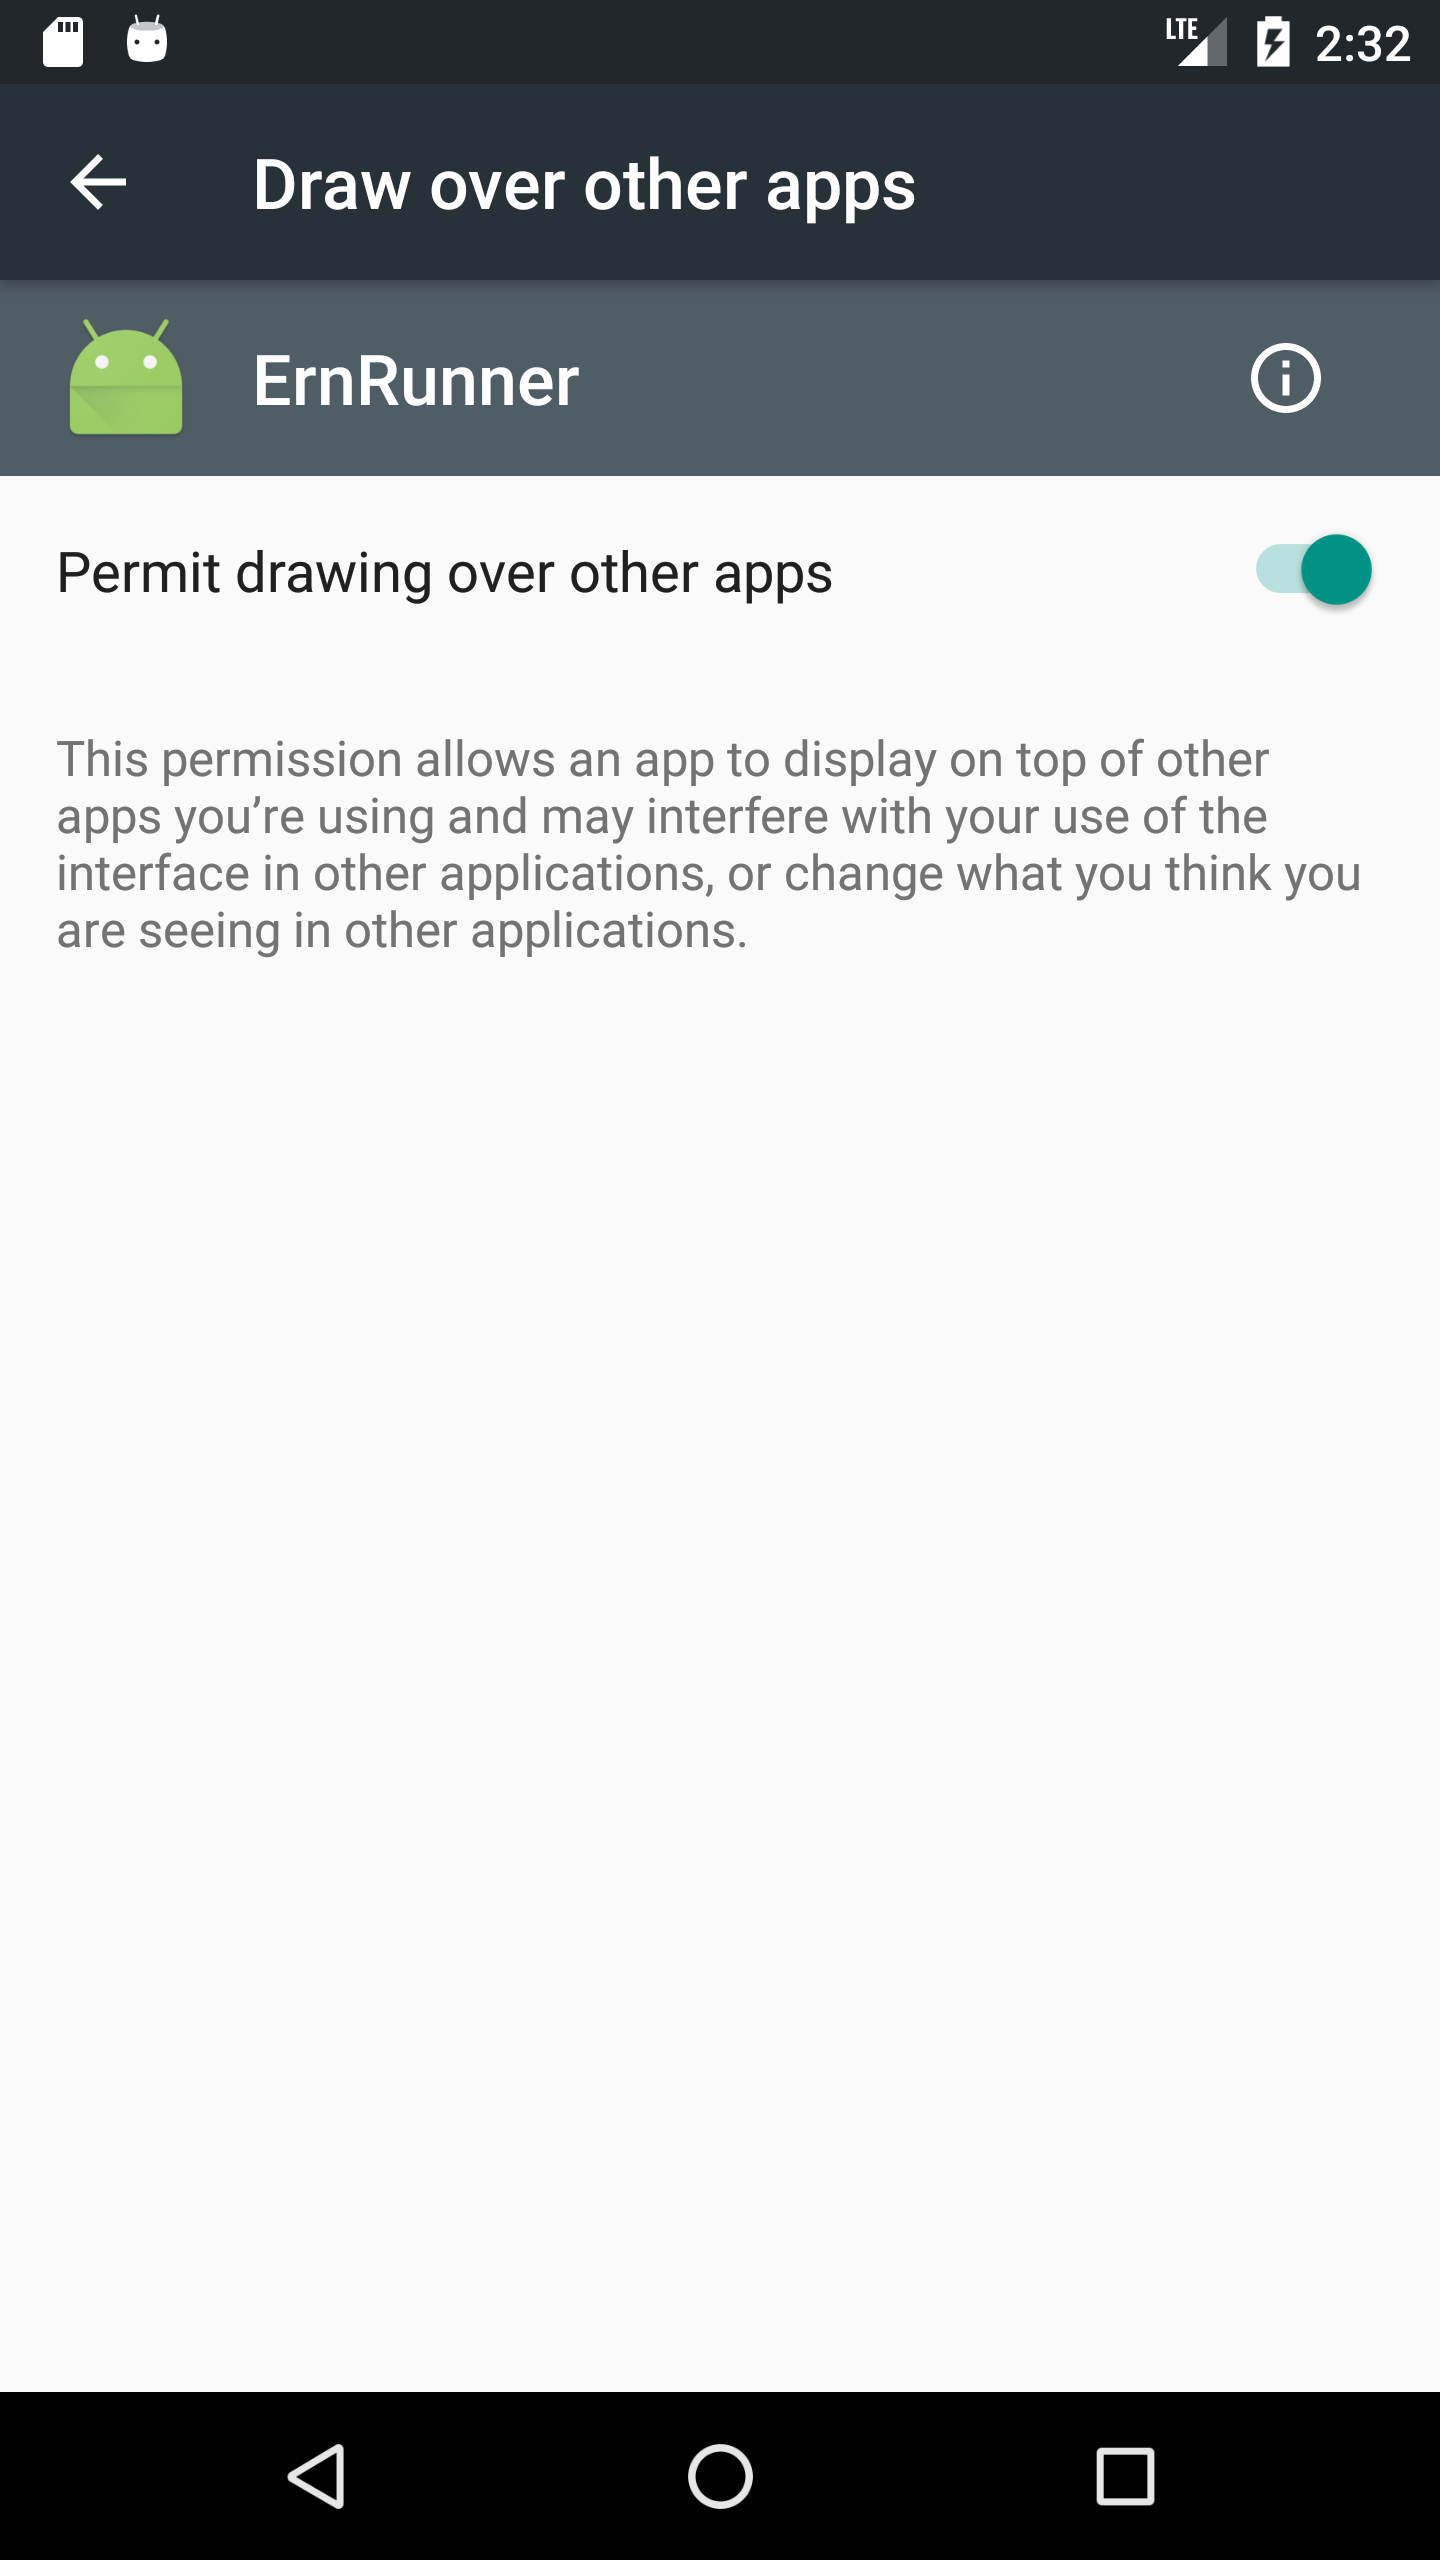 LTE 2:32
Draw over other apps
ErnRunner
Permit drawing over other apps
This permission allows an app to display on top of other
apps you’re using and may interfere with your use of the
interface in other applications, or change what you think you
are seeing in other applications.